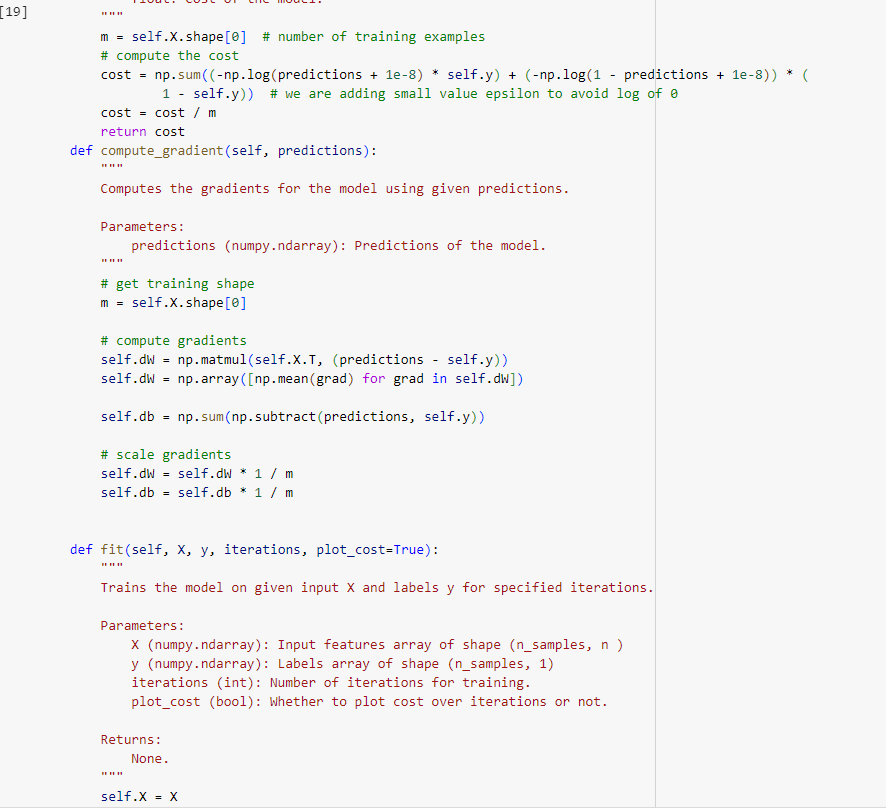 [19]
float: Cost of the model.
"""
m = self.X.shape[0]  # number of training examples
# compute the cost
cost = np.sum((-np.log(predictions + 1e-8) * self.y) + (-np.log(1 - predictions + 1e-8)) * (
1 - self.y))  # we are adding small value epsilon to avoid log of 0
cost = cost / m
return cost
def compute_gradient(self, predictions):
"""
Computes the gradients for the model using given predictions.
Parameters:
predictions (numpy.ndarray): Predictions of the model.
"""
# get training shape
m = self.X.shape[0]
# compute gradients
self.dW = np.matmul(self.X.T, (predictions - self.y))
self.dW = np.array([np.mean(grad) for grad in self.dW])
self.db = np.sum(np.subtract(predictions, self.y))
# scale gradients
self.dW = self.dW * 1 / m
self.db = self.db * 1 / m
def fit(self, X, y, iterations, plot_cost=True):
"""
Trains the model on given input X and labels y for specified iterations.
Parameters:
X (numpy.ndarray): Input features array of shape (n_samples, n )
y (numpy.ndarray): Labels array of shape (n_samples, 1)
iterations (int): Number of iterations for training.
plot_cost (bool): Whether to plot cost over iterations or not.
Returns:
None.
"""
self.X = X